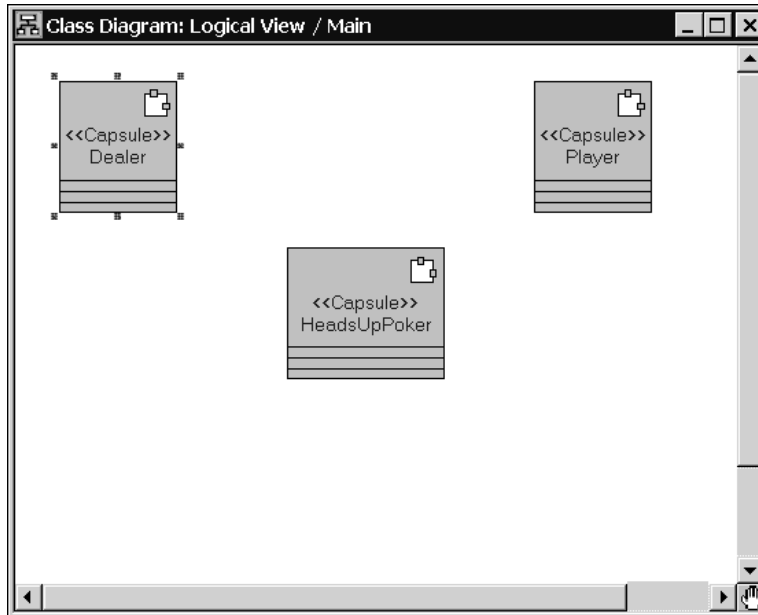 Class Diagram: Logical View / Main
<<Capsule>>
Dealer
<<Capsule>>
Player
<<Capsule>>
HeadsUpPoker